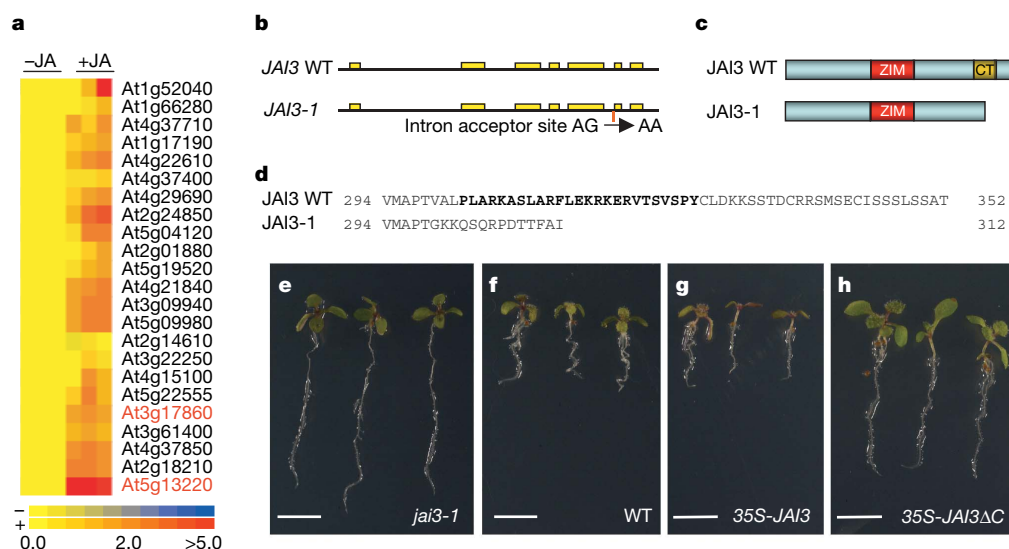 a
–JA +JA
At1g52040
At1g66280
At4g37710
At1g17190
At4g22610
At4g37400
At4g29690
At2g24850
At5g04120
At2g01880
At5g19520
At4g21840
At3g09940
At5g09980
At2g14610
At3g22250
At4g15100
At5g22555
At3g17860
At3g61400
At4g37850
At2g18210
At5g13220
–
+
0.0 2.0 >5.0
b
JAI3 WT
JAI3-1
Intron acceptor site AG AA
c
JAI3 WT ZIM CT
JAI3-1 ZIM
d
JAI3 WT 294 VMAPTVALPLARKASLARFLEKRKERVTSVSPYCLDKKSSTDCRRSMSECISSSLSSAT 352
JAI3-1 294 VMAPTGKKQSQRPDTTFAI 312
e
jai3-1
f
WT
g
35S-JAI3
h
35S-JAI3ΔC